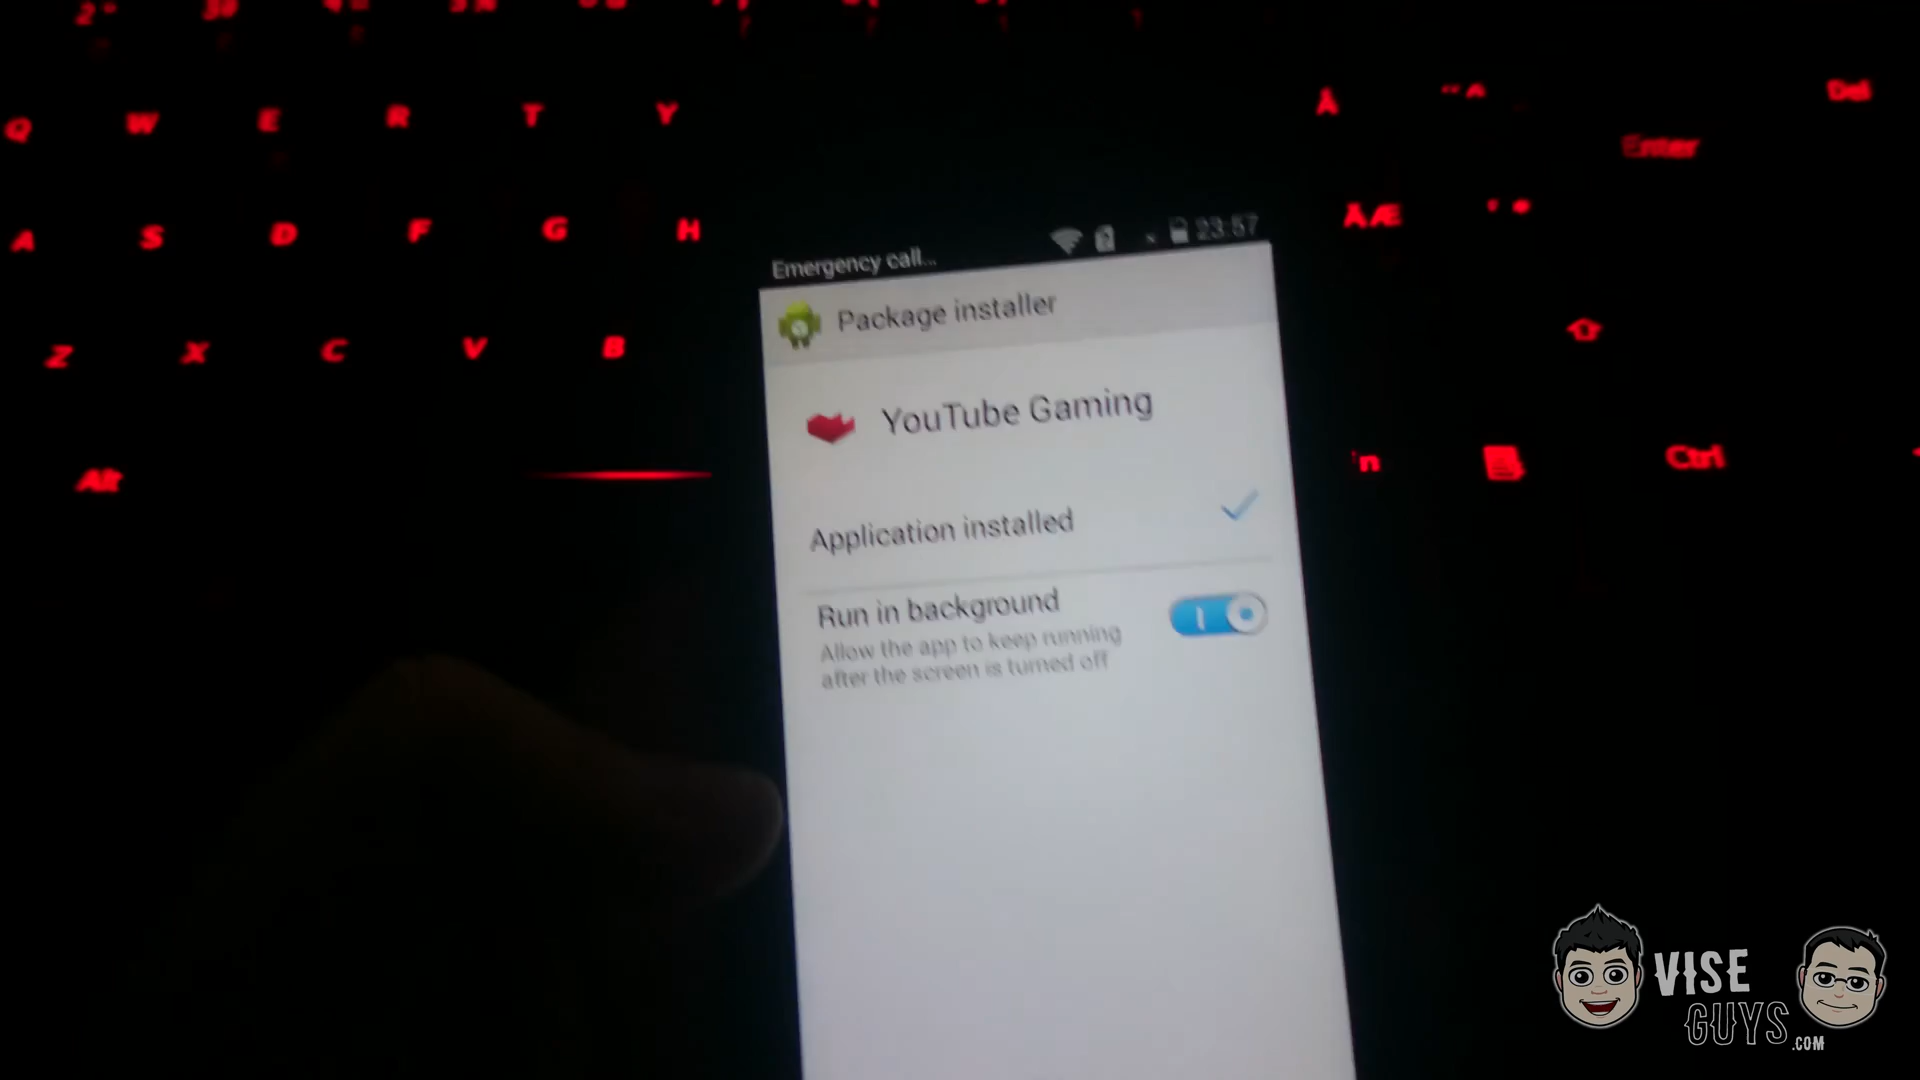 Q W E R T Y Å Del
Enter
A S D F G H ÄÆ
Z X C V B
Alt Ctrl
Emergency call... 23:57
Package installer
YouTube Gaming
Application installed
Run in background
Allow the app to keep running
after the screen is turned off
VISE
GUYS.COM